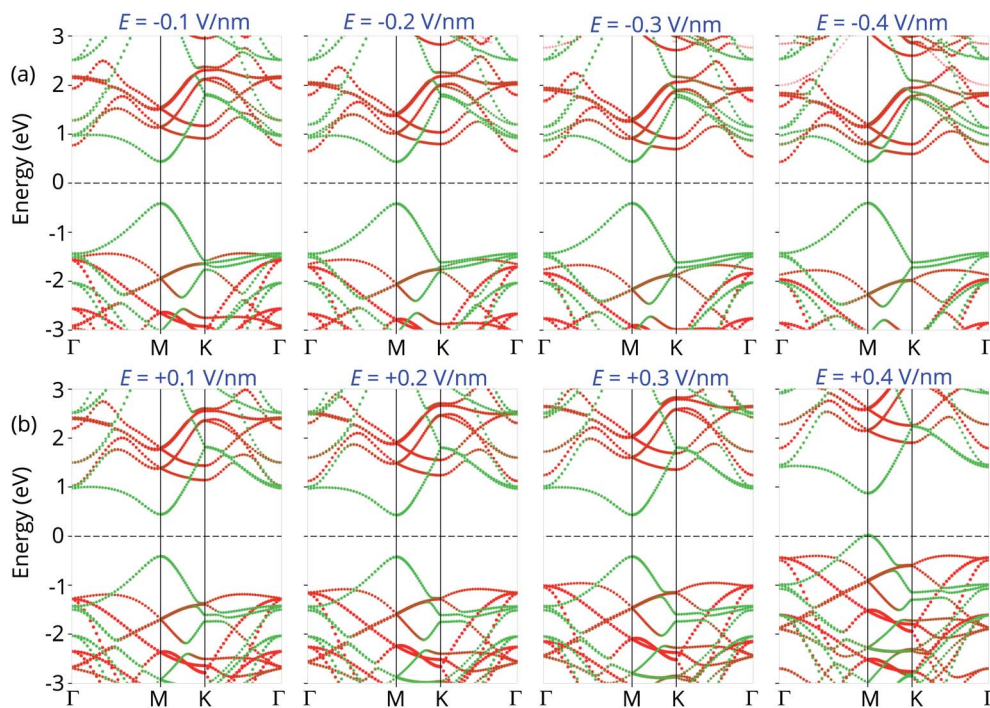 E = -0.1 V/nm E = -0.2 V/nm E = -0.3 V/nm E = -0.4 V/nm
(a)
Energy (eV)
3
2
1
0
-1
-2
-3
Γ M K Γ Γ M K Γ Γ M K Γ Γ M K Γ
E = +0.1 V/nm E = +0.2 V/nm E = +0.3 V/nm E = +0.4 V/nm
(b)
Energy (eV)
3
2
1
0
-1
-2
-3
Γ M K Γ Γ M K Γ Γ M K Γ Γ M K Γ